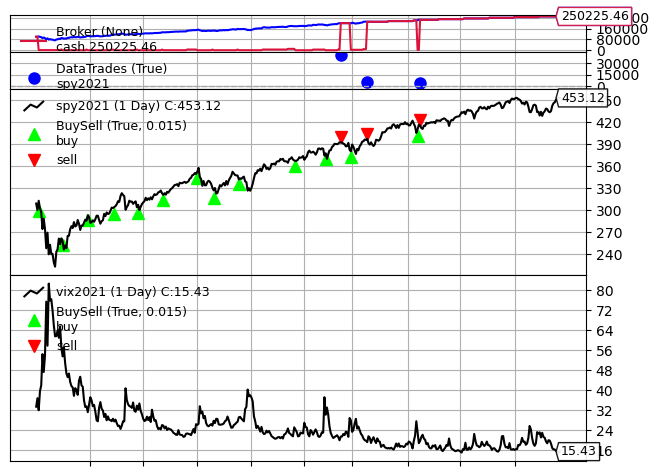 Broker (None)
cash 250225.46
250225.46
160000
80000
0
DataTrades (True)
spy2021
30000
15000
0
spy2021 (1 Day) C:453.12
BuySell (True, 0.015)
buy
sell
453.12
420
390
360
330
300
270
240
vix2021 (1 Day) C:15.43
BuySell (True, 0.015)
buy
sell
80
72
64
56
48
40
32
24
16
15.43